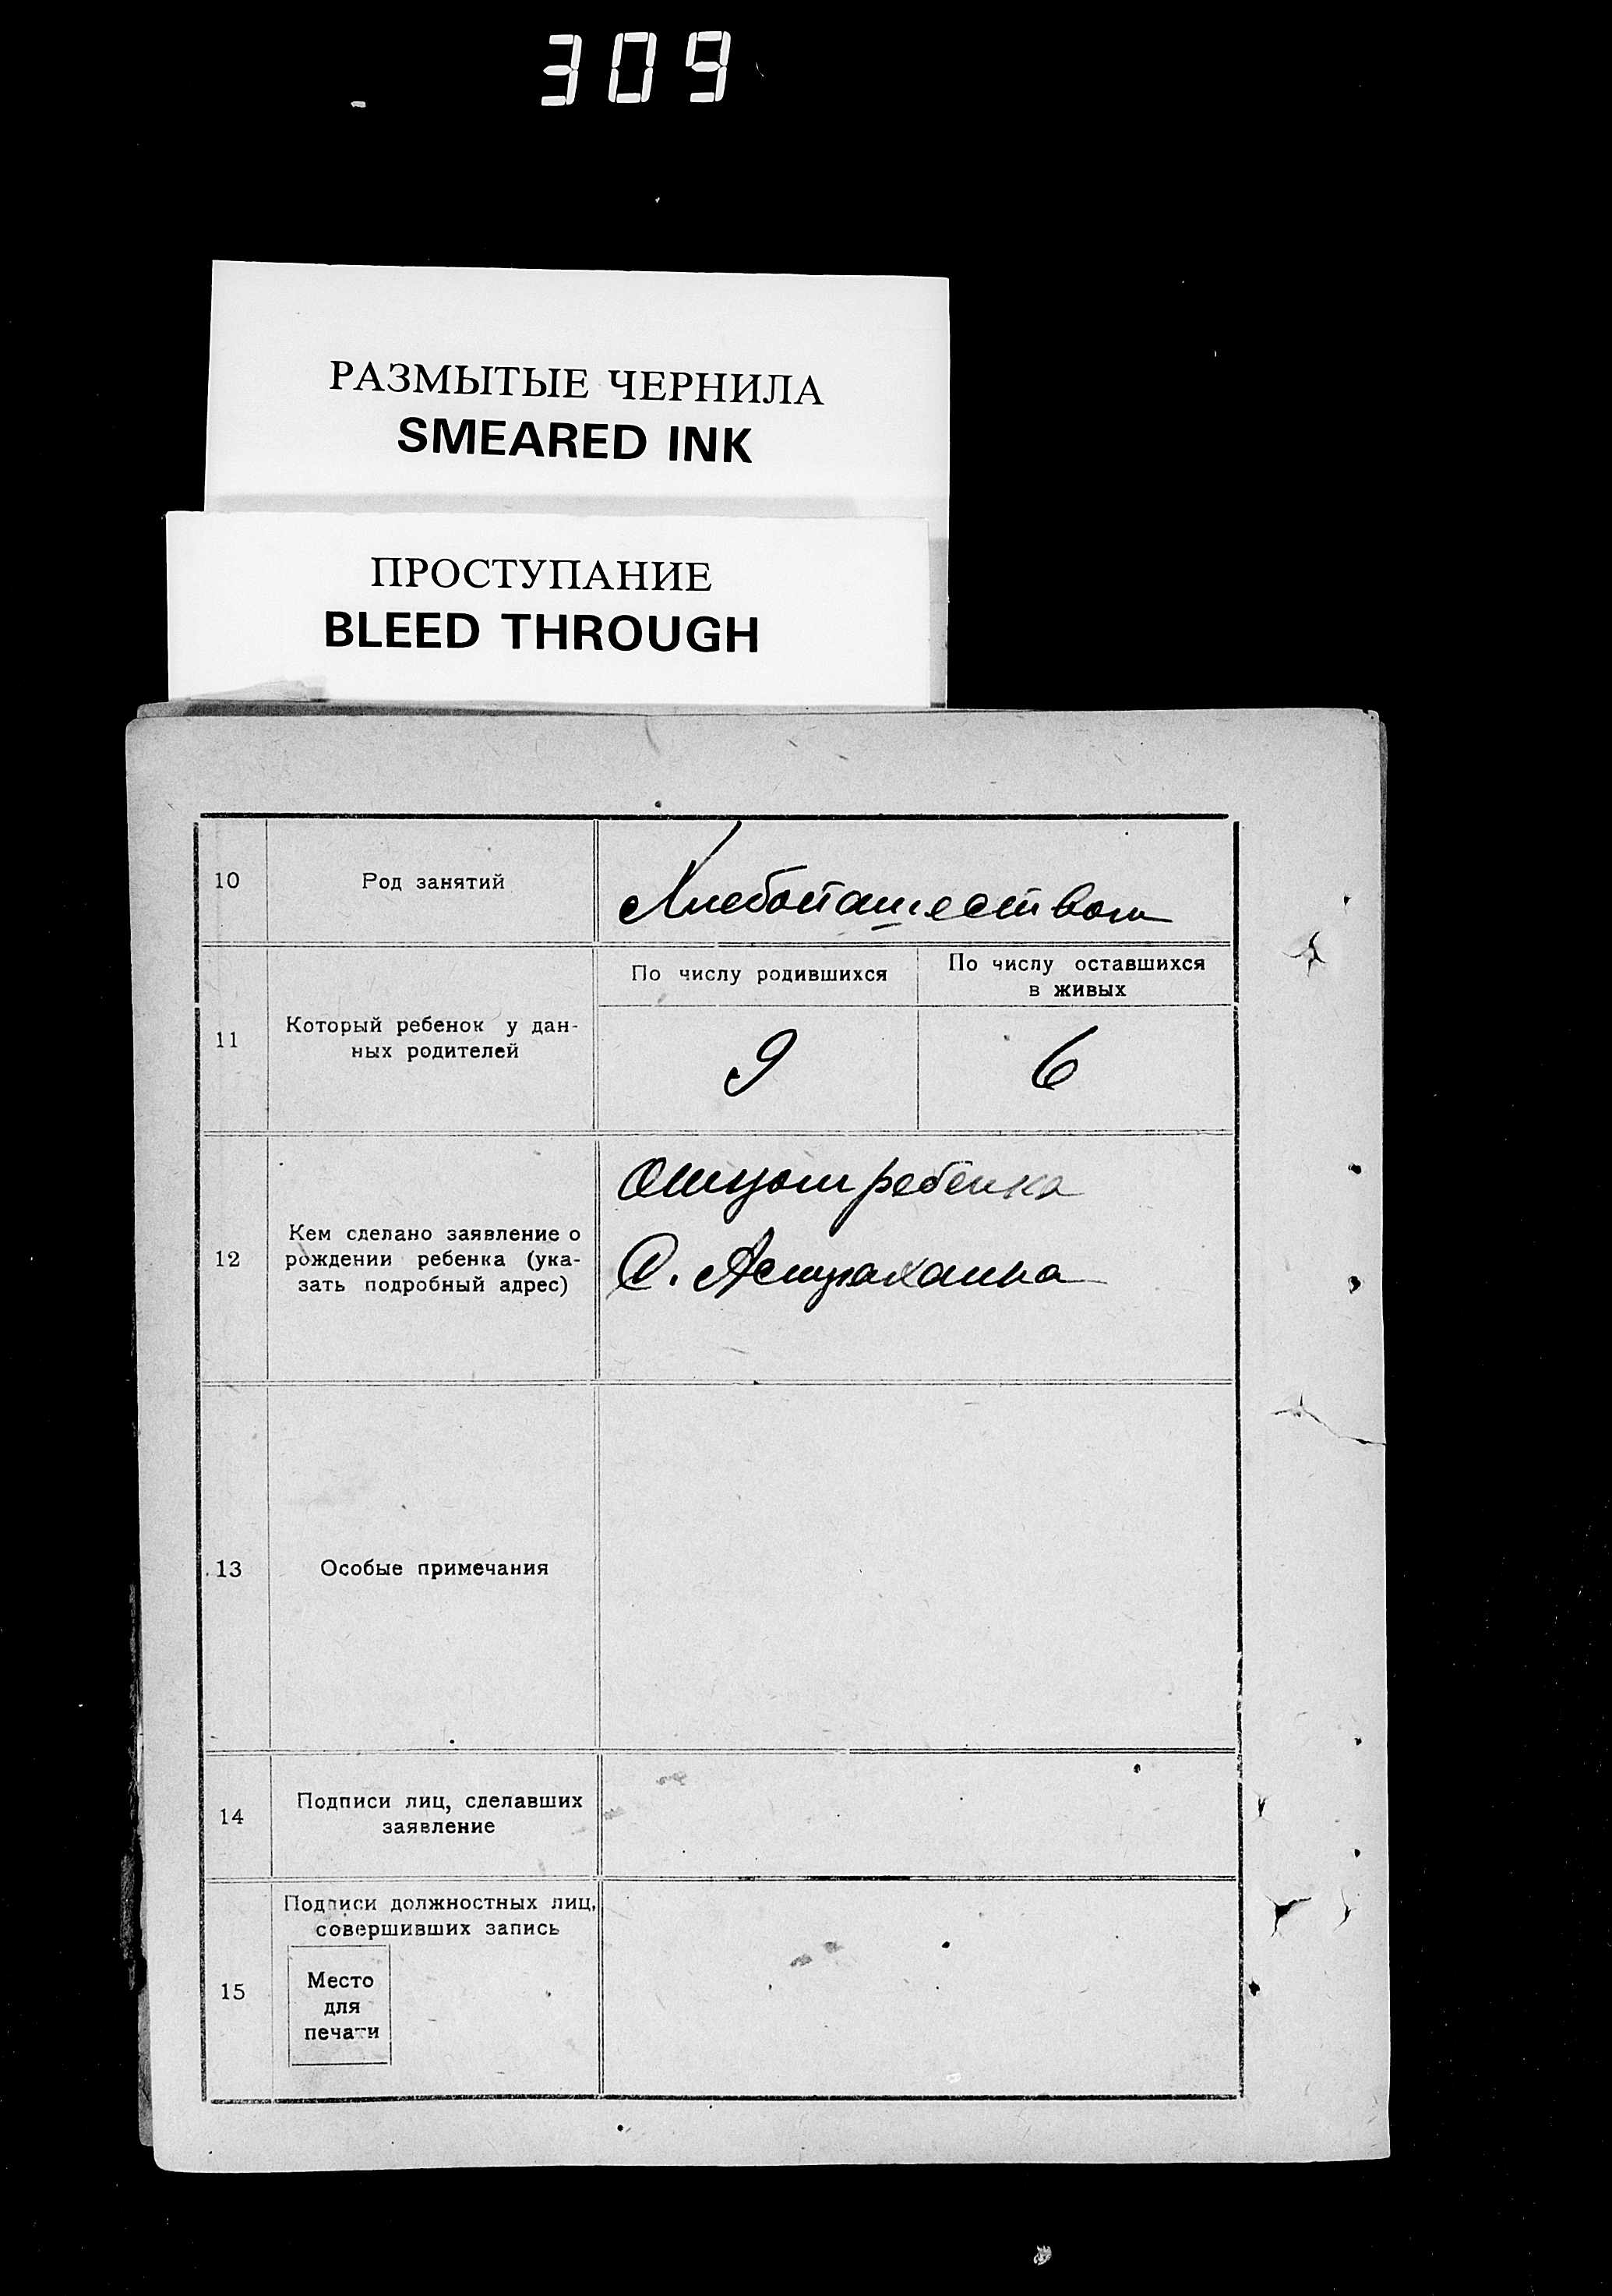 309
РАЗМЫТЫЕ ЧЕРНИЛА
SMEARED INK
ПРОСТУПАНИЕ
BLEED THROUGH
10
Род занятий
Хлебопашеством
11
Который ребенок у дан-
ных родителей
По числу родившихся
По числу оставшихся
в живых
9
6
12
Кем сделано заявление о
рождении ребенка (ука-
зать подробный адрес)
Отцом ребенка
С. Астраханка
13
Особые примечания
14
Подписи лиц, сделавших
заявление
15
Подписи должностных лиц,
совершивших запись
Место
для
печати